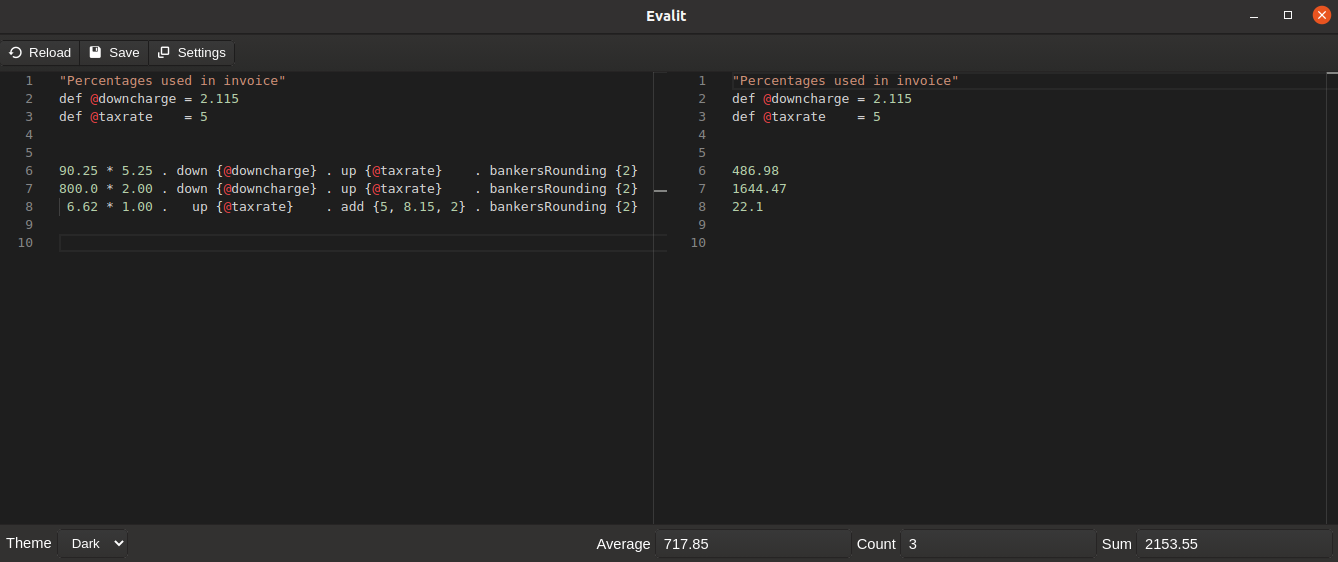 Evalit
Reload Save Settings
1 "Percentages used in invoice"
2 def @downcharge = 2.115
3 def @taxrate    = 5
4
5
6 90.25 * 5.25 . down {@downcharge} . up {@taxrate}    . bankersRounding {2}
7 800.0 * 2.00 . down {@downcharge} . up {@taxrate}    . bankersRounding {2}
8  6.62 * 1.00 .   up {@taxrate}    . add {5, 8.15, 2} . bankersRounding {2}
9
10
1 "Percentages used in invoice"
2 def @downcharge = 2.115
3 def @taxrate    = 5
4
5
6 486.98
7 1644.47
8 22.1
9
10
Theme Dark Average 717.85 Count 3 Sum 2153.55